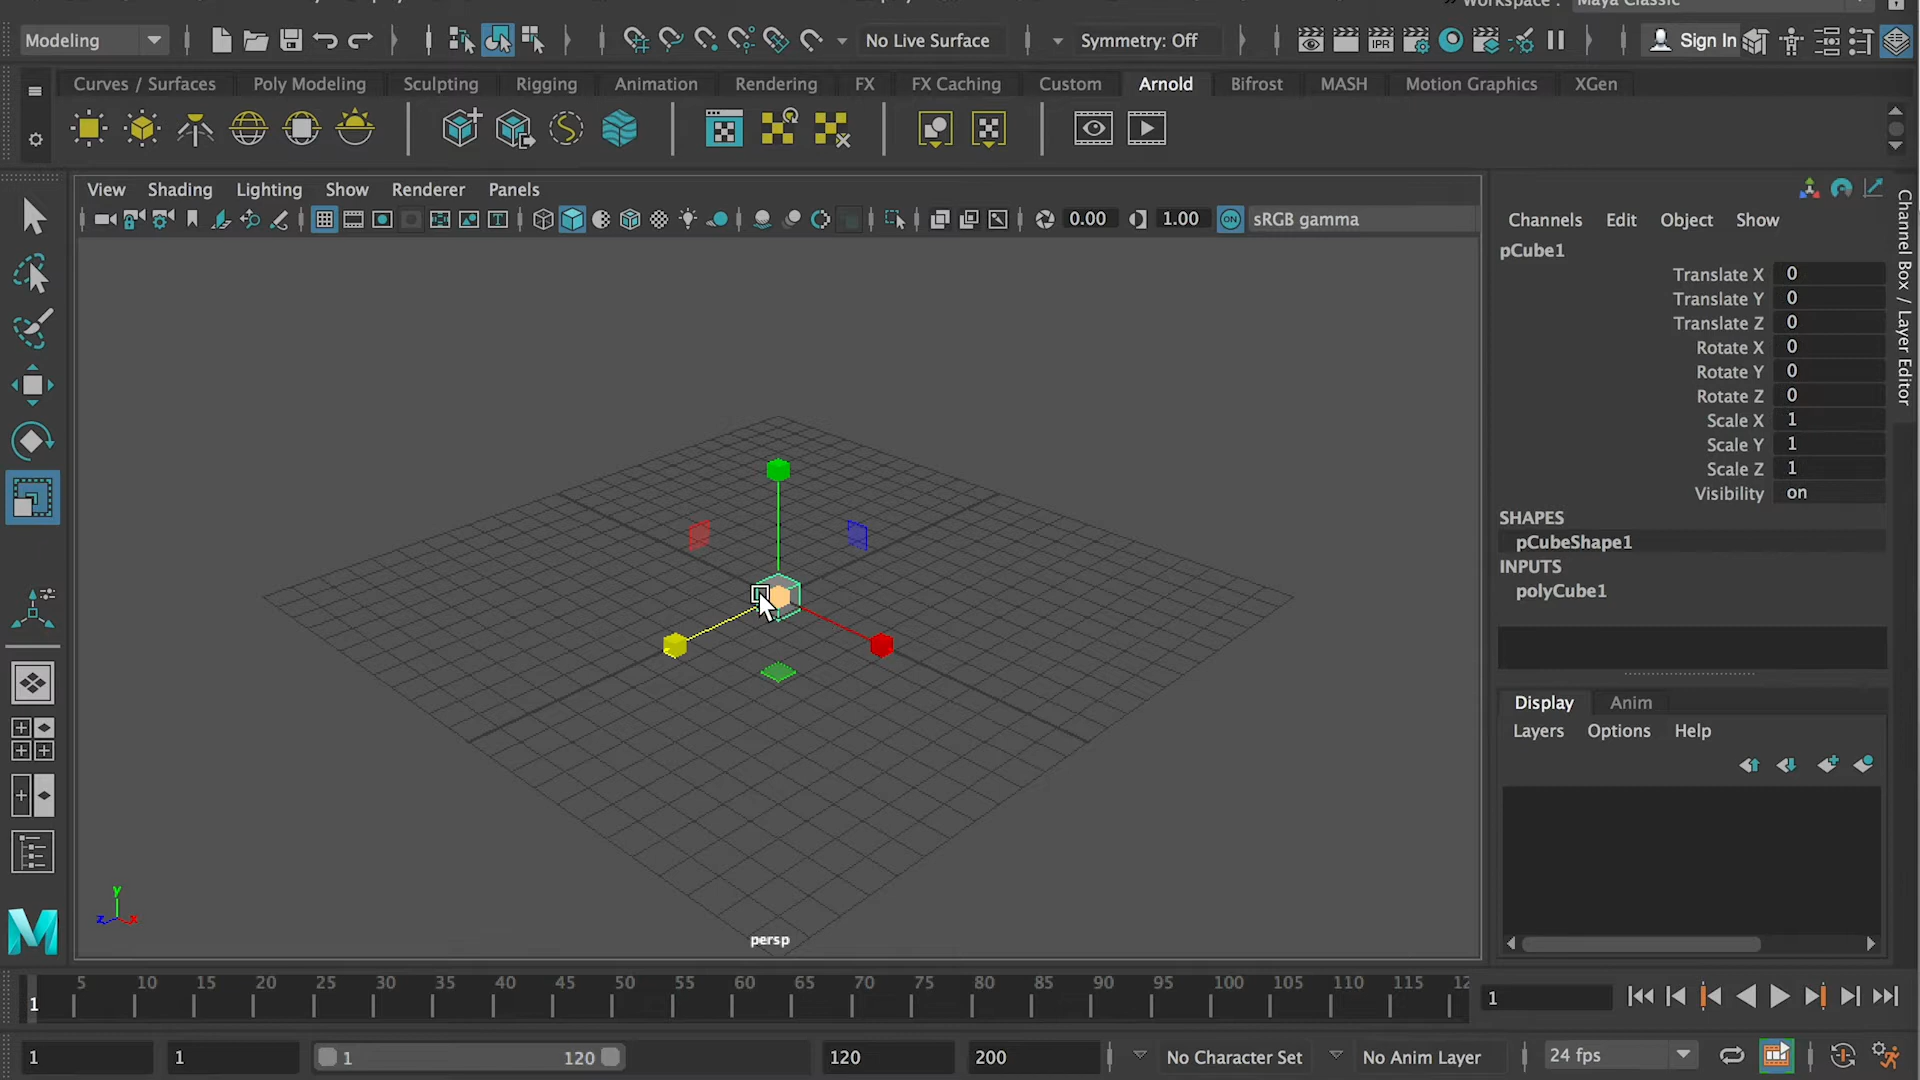 Workspace : Maya Classic
Modeling No Live Surface Symmetry: Off Sign In
Curves / Surfaces Poly Modeling Sculpting Rigging Animation Rendering FX FX Caching Custom Arnold Bifrost MASH Motion Graphics XGen
IPR
View Shading Lighting Show Renderer Panels
0.00 1.00 ON sRGB gamma
Channels Edit Object Show
pCube1
Translate X 0
Translate Y 0
Translate Z 0
Rotate X 0
Rotate Y 0
Rotate Z 0
Scale X 1
Scale Y 1
Scale Z 1
Visibility on
SHAPES
pCubeShape1
INPUTS
polyCube1
Channel Box / Layer Editor
Display Anim
Layers Options Help
y
z x
persp
5 10 15 20 25 30 35 40 45 50 55 60 65 70 75 80 85 90 95 100 105 110 115 12
1 1
1 1 1 120 120 200 No Character Set No Anim Layer 24 fps